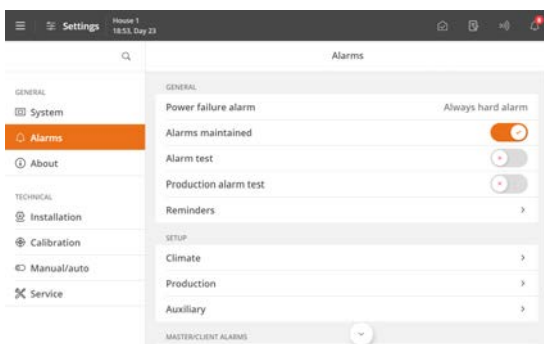 Settings
House 1
18:53, Day 23
Alarms
GENERAL
System
Alarms
About
TECHNICAL
Installation
Calibration
Manual/auto
Service
GENERAL
Power failure alarm Always hard alarm
Alarms maintained
Alarm test
Production alarm test
Reminders
SETUP
Climate
Production
Auxiliary
MASTER/CLIENT ALARMS